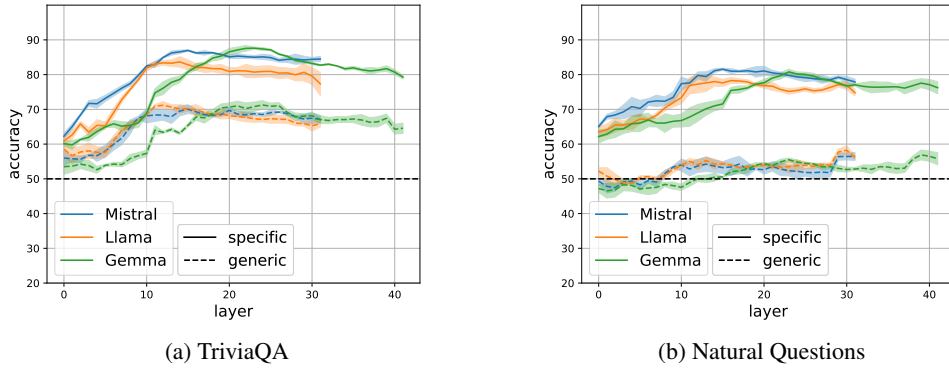 90
80
70
60
50
40
30
20
accuracy
Mistral
Llama
Gemma
specific
generic
0 10 20 30 40
layer
(a) TriviaQA
90
80
70
60
50
40
30
20
accuracy
Mistral
Llama
Gemma
specific
generic
0 10 20 30 40
layer
(b) Natural Questions